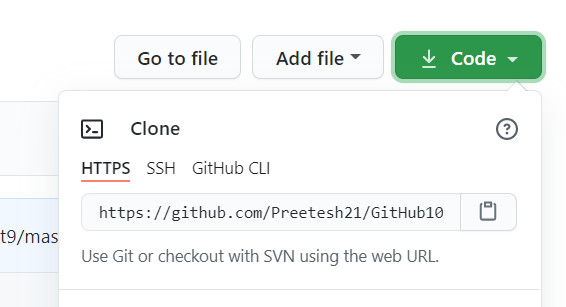 Go to file Add file Code
Clone
HTTPS SSH GitHub CLI
https://github.com/Preetesh21/GitHub10
t9/mas
Use Git or checkout with SVN using the web URL.